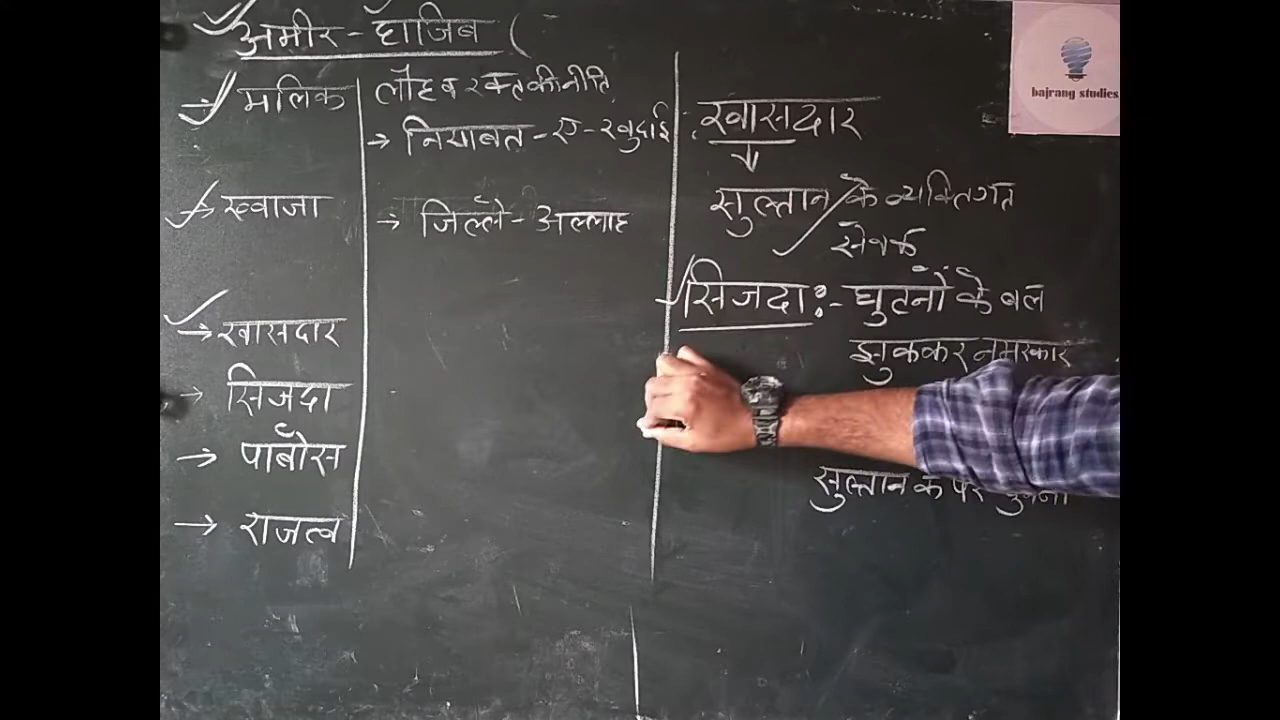 अमीर-हाजिब (
→ मलिक
→ ख्वाजा
→ खासदार
→ सिजदा
→ पाबोस
→ राजत्व
लौह व रक्त की नीति
→ नियाबत-ए-खुदाई
→ जिल्ले-अल्लाह
खासदार
सुल्तान के व्यक्तिगत
सेवक
सिजदा:- घुटनों के बल
झुककर नमस्कार
सुल्तान के पैर चुमना
bajrang studies